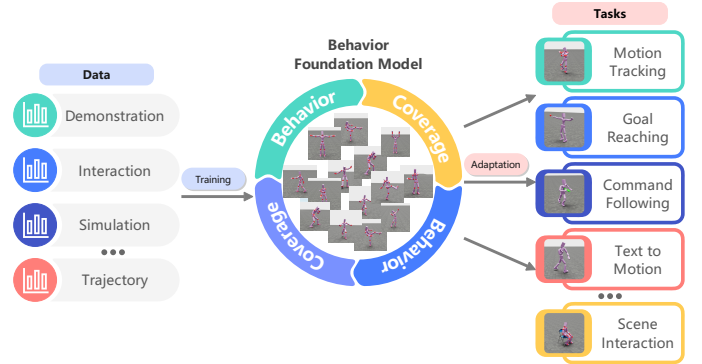 Data
Demonstration
Interaction
Simulation
Trajectory
Training
Behavior
Foundation Model
Behavior
Coverage
Behavior
Coverage
Adaptation
Tasks
Motion
Tracking
Goal
Reaching
Command
Following
Text to
Motion
Scene
Interaction